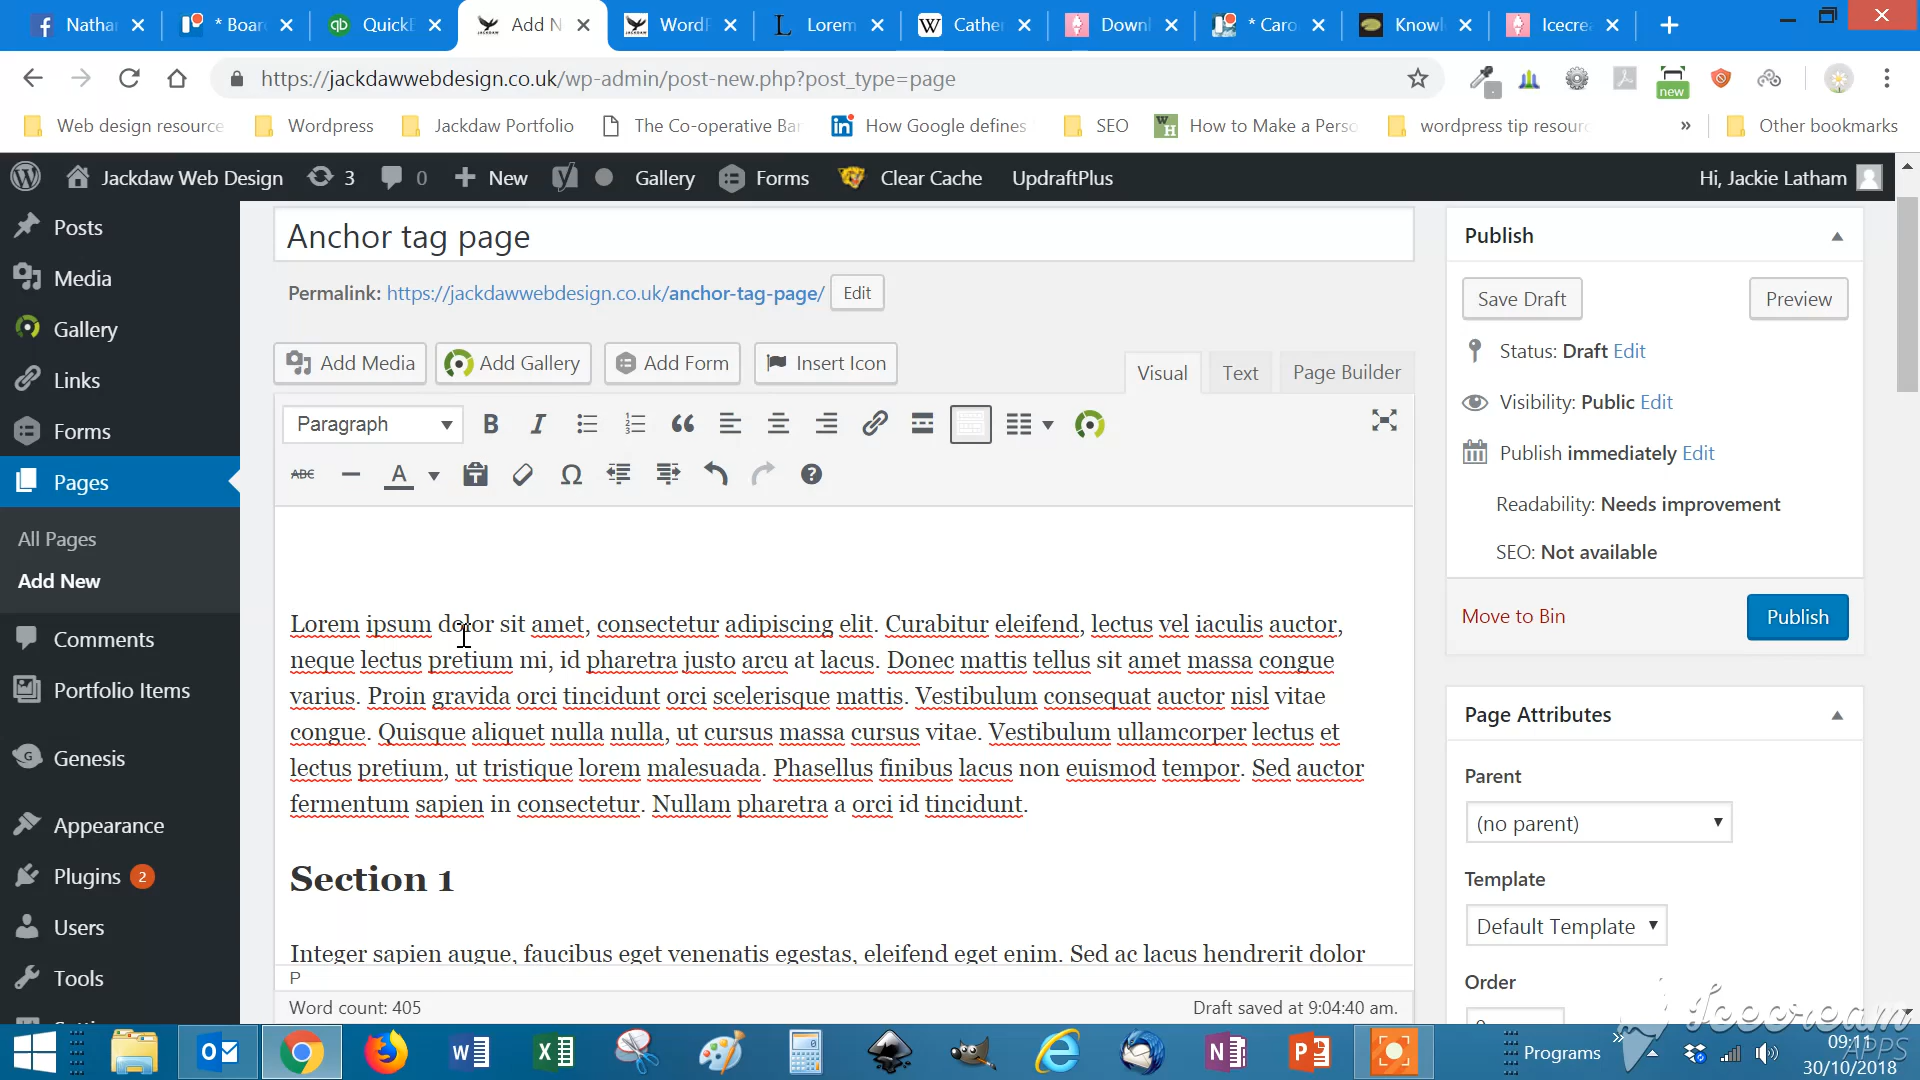 Natha
* Boar
QuickE
Add N
WordF
Lorem
Cather
Downl
* Caro
Knowl
Icecre
https://jackdawwebdesign.co.uk/wp-admin/post-new.php?post_type=page
new
Web design resource
Wordpress
Jackdaw Portfolio
The Co-operative Bar
How Google defines
SEO
How to Make a Perso
wordpress tip resour
»
Other bookmarks
Jackdaw Web Design
3
0
New
Gallery
Forms
Clear Cache
UpdraftPlus
Hi, Jackie Latham
Posts
Media
Gallery
Links
Forms
Pages
All Pages
Add New
Comments
Portfolio Items
Genesis
Appearance
Plugins 2
Users
Tools
Anchor tag page
Permalink: https://jackdawwebdesign.co.uk/anchor-tag-page/ Edit
Add Media
Add Gallery
Add Form
Insert Icon
Visual
Text
Page Builder
Paragraph
B I
ABC
A
Lorem ipsum dolor sit amet, consectetur adipiscing elit. Curabitur eleifend, lectus vel iaculis auctor,
neque lectus pretium mi, id pharetra justo arcu at lacus. Donec mattis tellus sit amet massa congue
varius. Proin gravida orci tincidunt orci scelerisque mattis. Vestibulum consequat auctor nisl vitae
congue. Quisque aliquet nulla nulla, ut cursus massa cursus vitae. Vestibulum ullamcorper lectus et
lectus pretium, ut tristique lorem malesuada. Phasellus finibus lacus non euismod tempor. Sed auctor
fermentum sapien in consectetur. Nullam pharetra a orci id tincidunt.
Section 1
Integer sapien augue, faucibus eget venenatis egestas, eleifend eget enim. Sed ac lacus hendrerit dolor
P
Word count: 405
Draft saved at 9:04:40 am.
Publish
Save Draft
Preview
Status: Draft Edit
Visibility: Public Edit
Publish immediately Edit
Readability: Needs improvement
SEO: Not available
Move to Bin
Publish
Page Attributes
Parent
(no parent)
Template
Default Template
Order
Icecream
APPS
Programs
»
09:11
30/10/2018